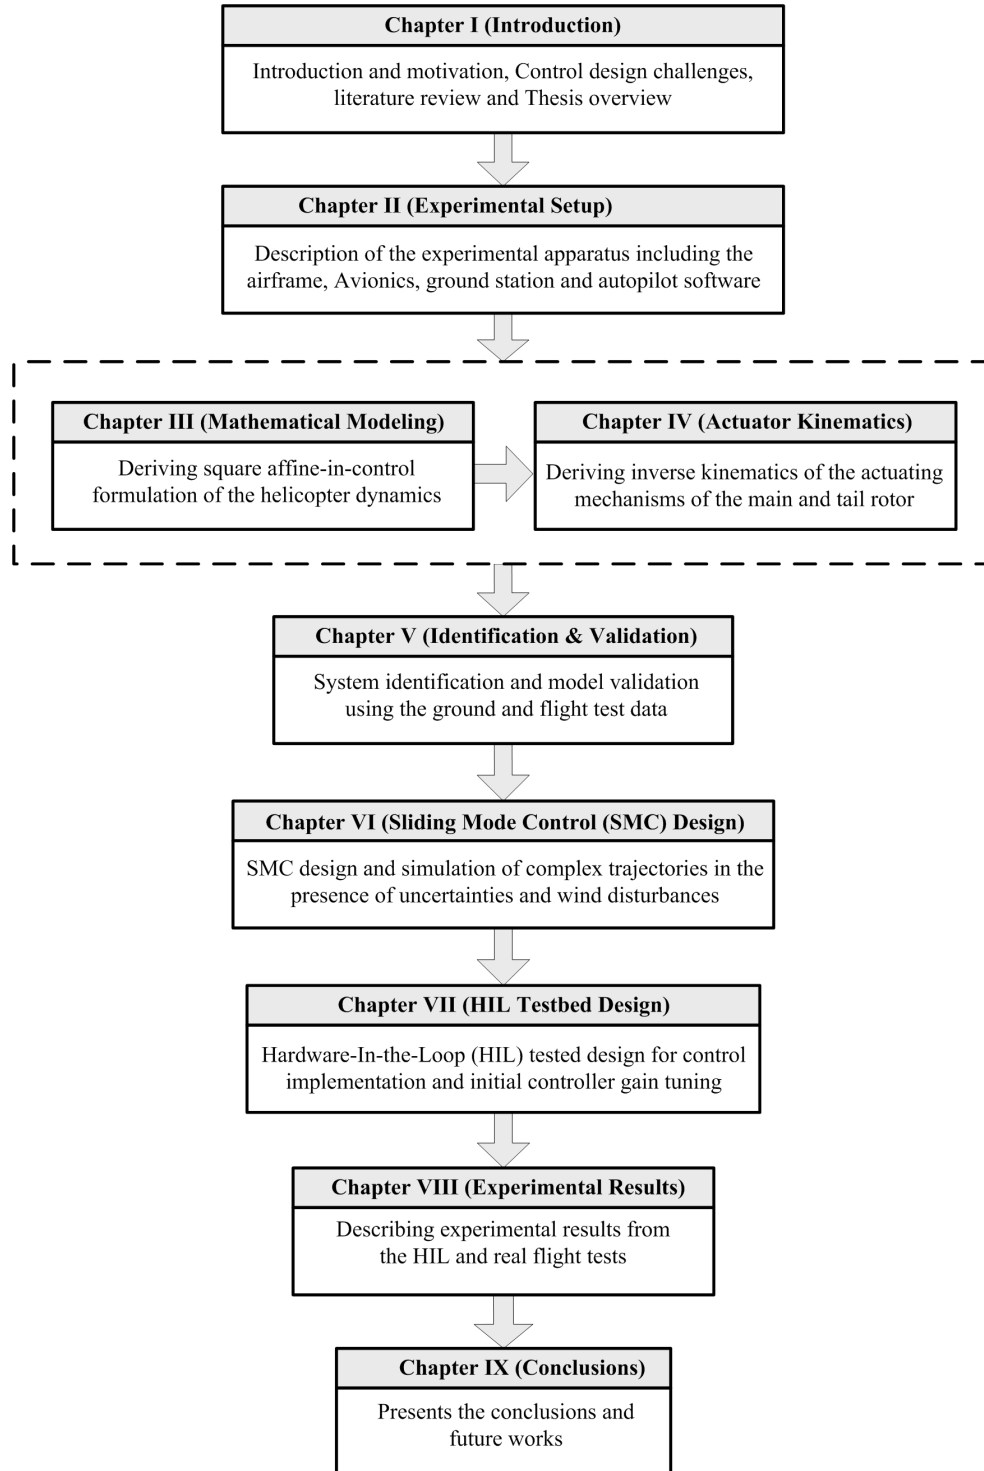 Chapter I (Introduction)
Introduction and motivation, Control design challenges,
literature review and Thesis overview
Chapter II (Experimental Setup)
Description of the experimental apparatus including the
airframe, Avionics, ground station and autopilot software
Chapter III (Mathematical Modeling)
Deriving square affine-in-control
formulation of the helicopter dynamics
Chapter IV (Actuator Kinematics)
Deriving inverse kinematics of the actuating
mechanisms of the main and tail rotor
Chapter V (Identification & Validation)
System identification and model validation
using the ground and flight test data
Chapter VI (Sliding Mode Control (SMC) Design)
SMC design and simulation of complex trajectories in the
presence of uncertainties and wind disturbances
Chapter VII (HIL Testbed Design)
Hardware-In-the-Loop (HIL) tested design for control
implementation and initial controller gain tuning
Chapter VIII (Experimental Results)
Describing experimental results from
the HIL and real flight tests
Chapter IX (Conclusions)
Presents the conclusions and
future works